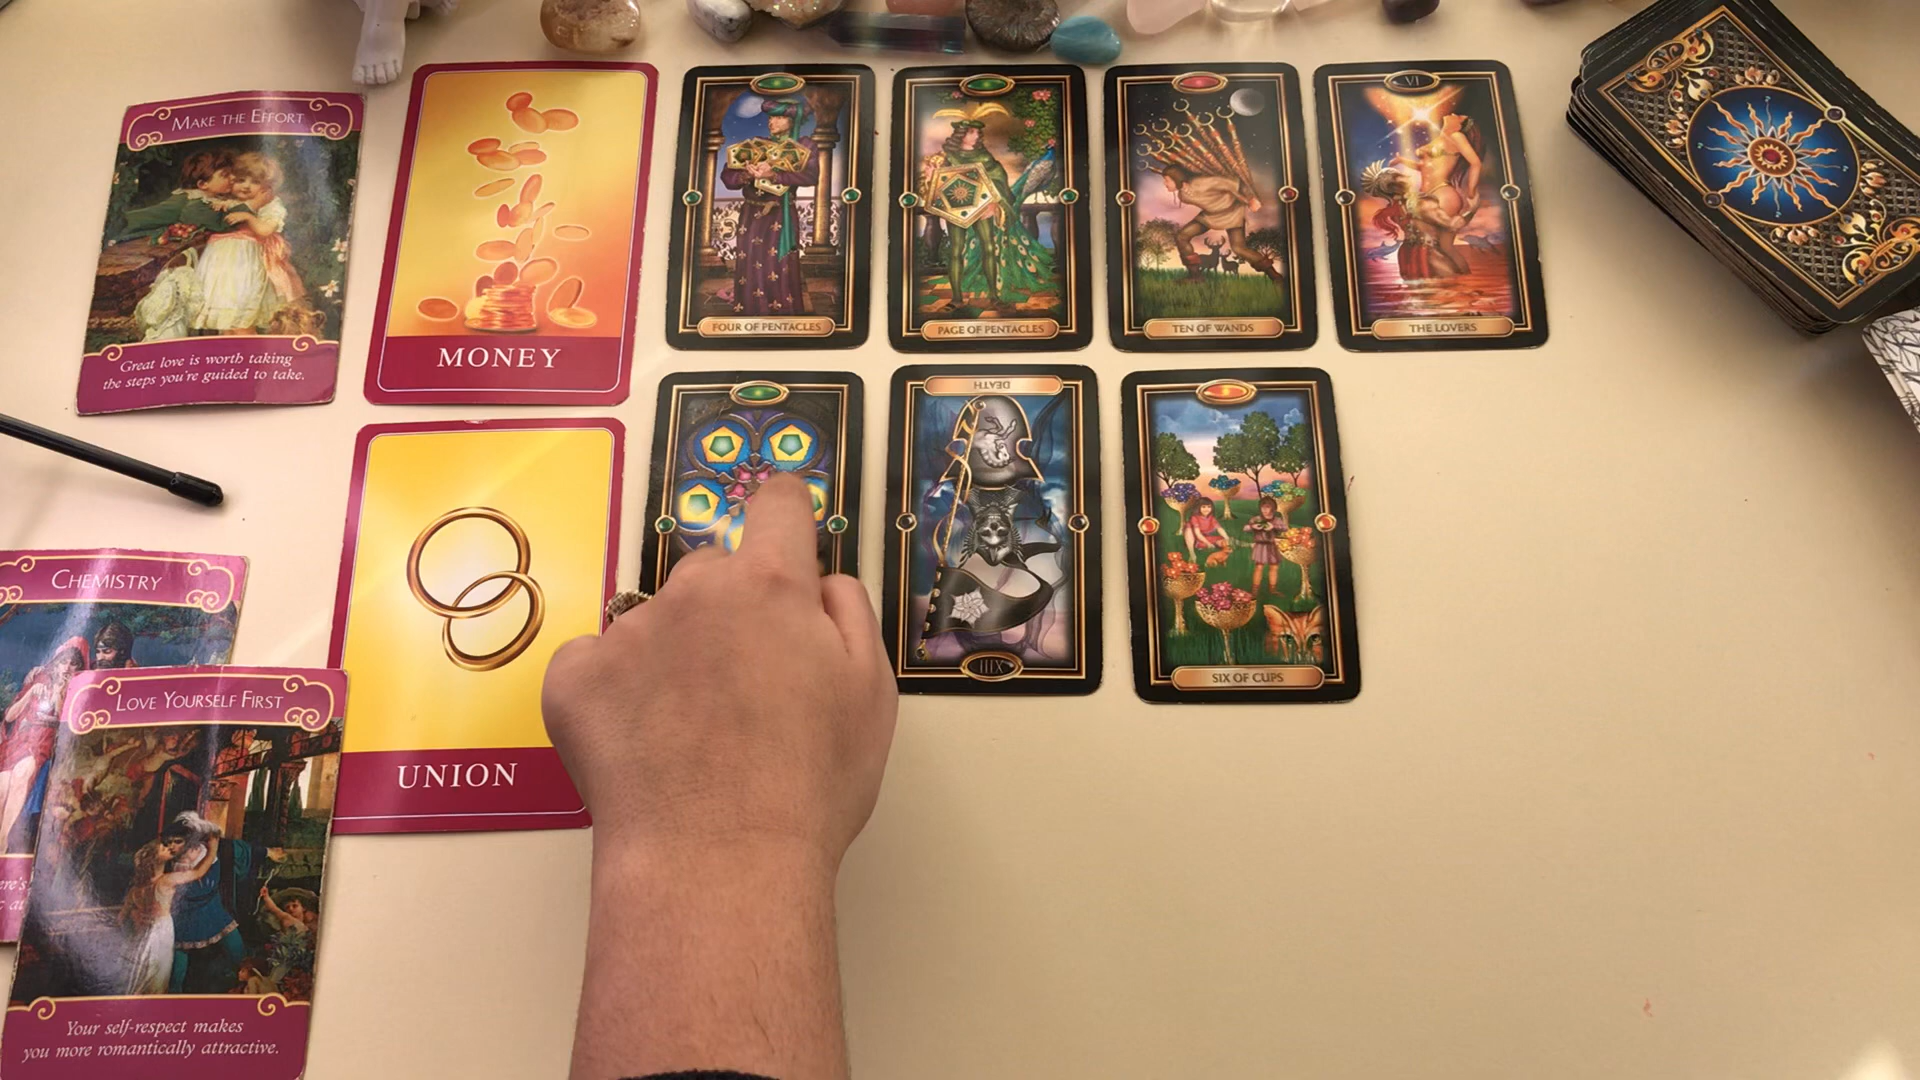 MAKE THE EFFORT
Great love is worth taking
the steps you're guided to take.
MONEY
FOUR OF PENTACLES
PAGE OF PENTACLES
TEN OF WANDS
VI
THE LOVERS
UNION
DEATH
XIII
SIX OF CUPS
CHEMISTRY
LOVE YOURSELF FIRST
Your self-respect makes
you more romantically attractive.